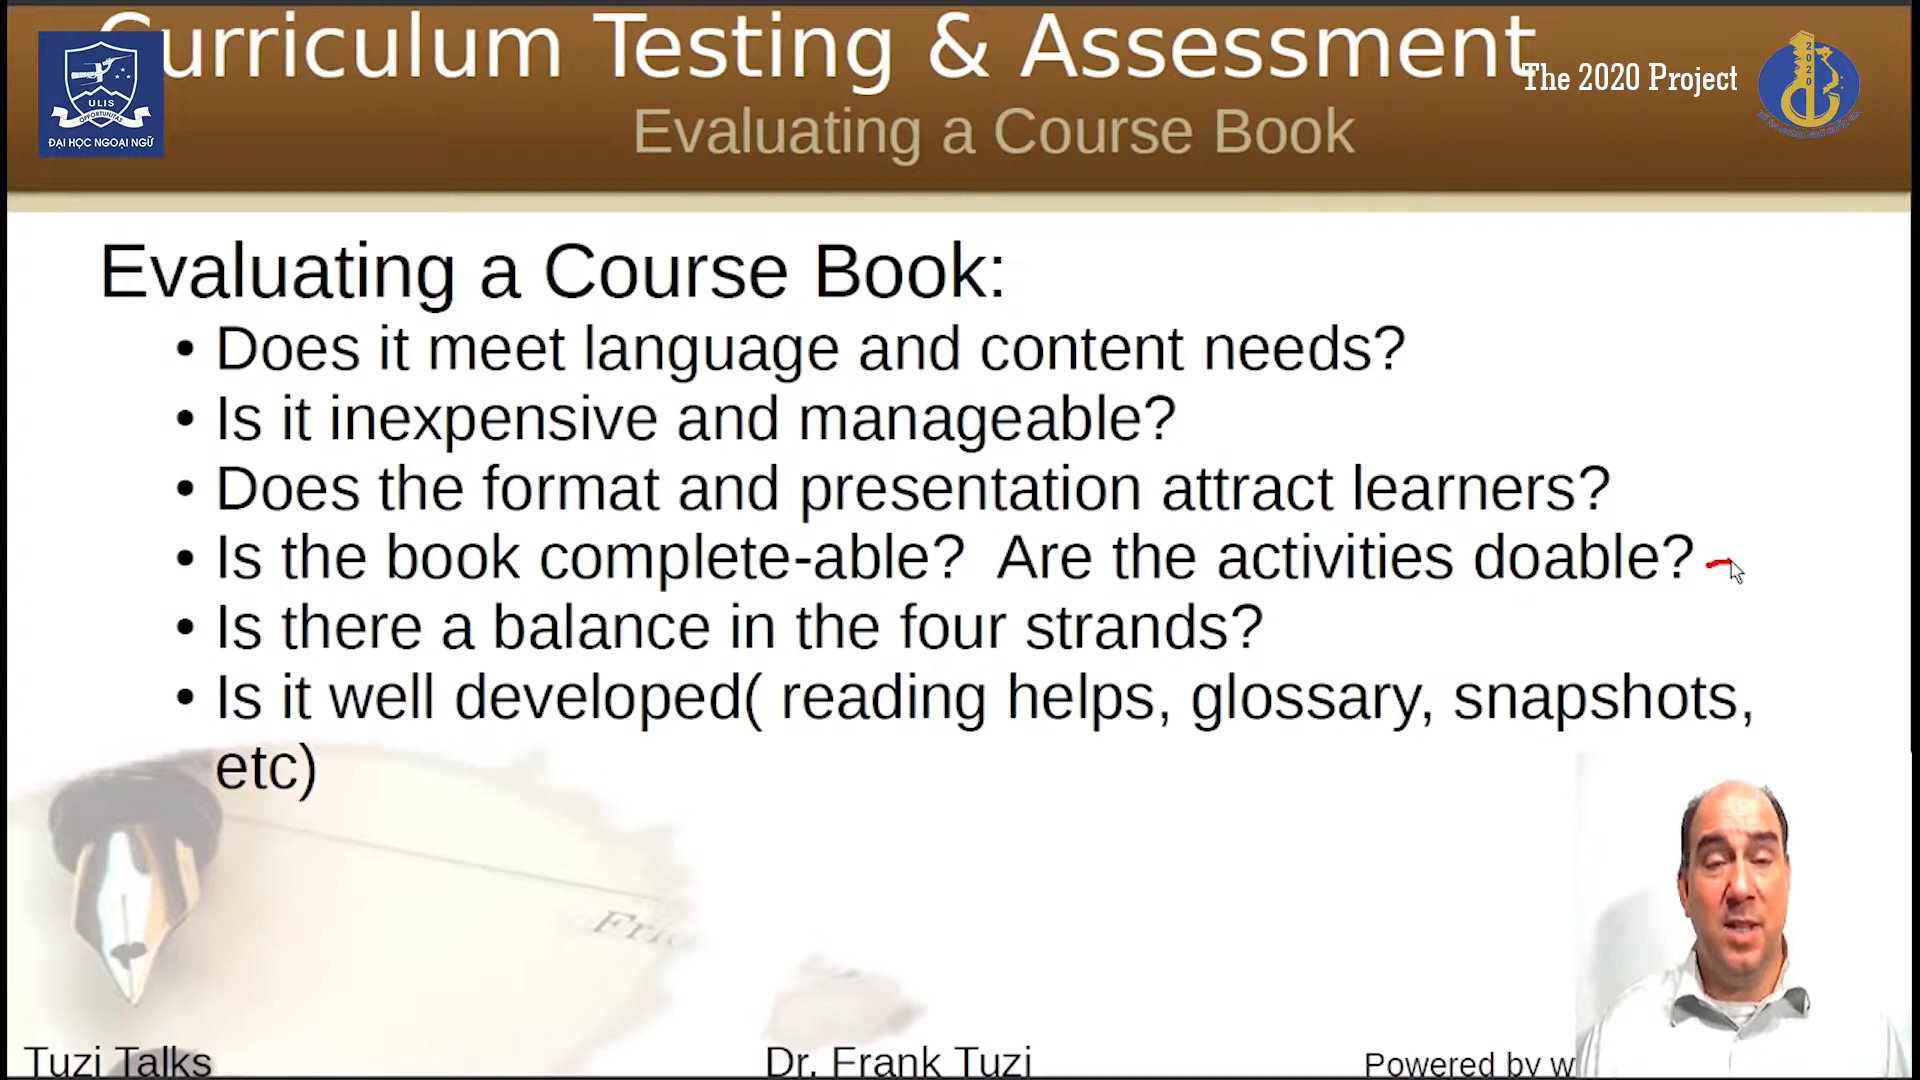 Curriculum Testing & Assessment
The 2020 Project
2020
ULIS
OPPORTUNITAS
ĐẠI HỌC NGOẠI NGỮ
Evaluating a Course Book
Evaluating a Course Book:
• Does it meet language and content needs?
• Is it inexpensive and manageable?
• Does the format and presentation attract learners?
• Is the book complete-able?  Are the activities doable?
• Is there a balance in the four strands?
• Is it well developed( reading helps, glossary, snapshots,
etc)
Tuzi Talks
Dr. Frank Tuzi
Powered by w